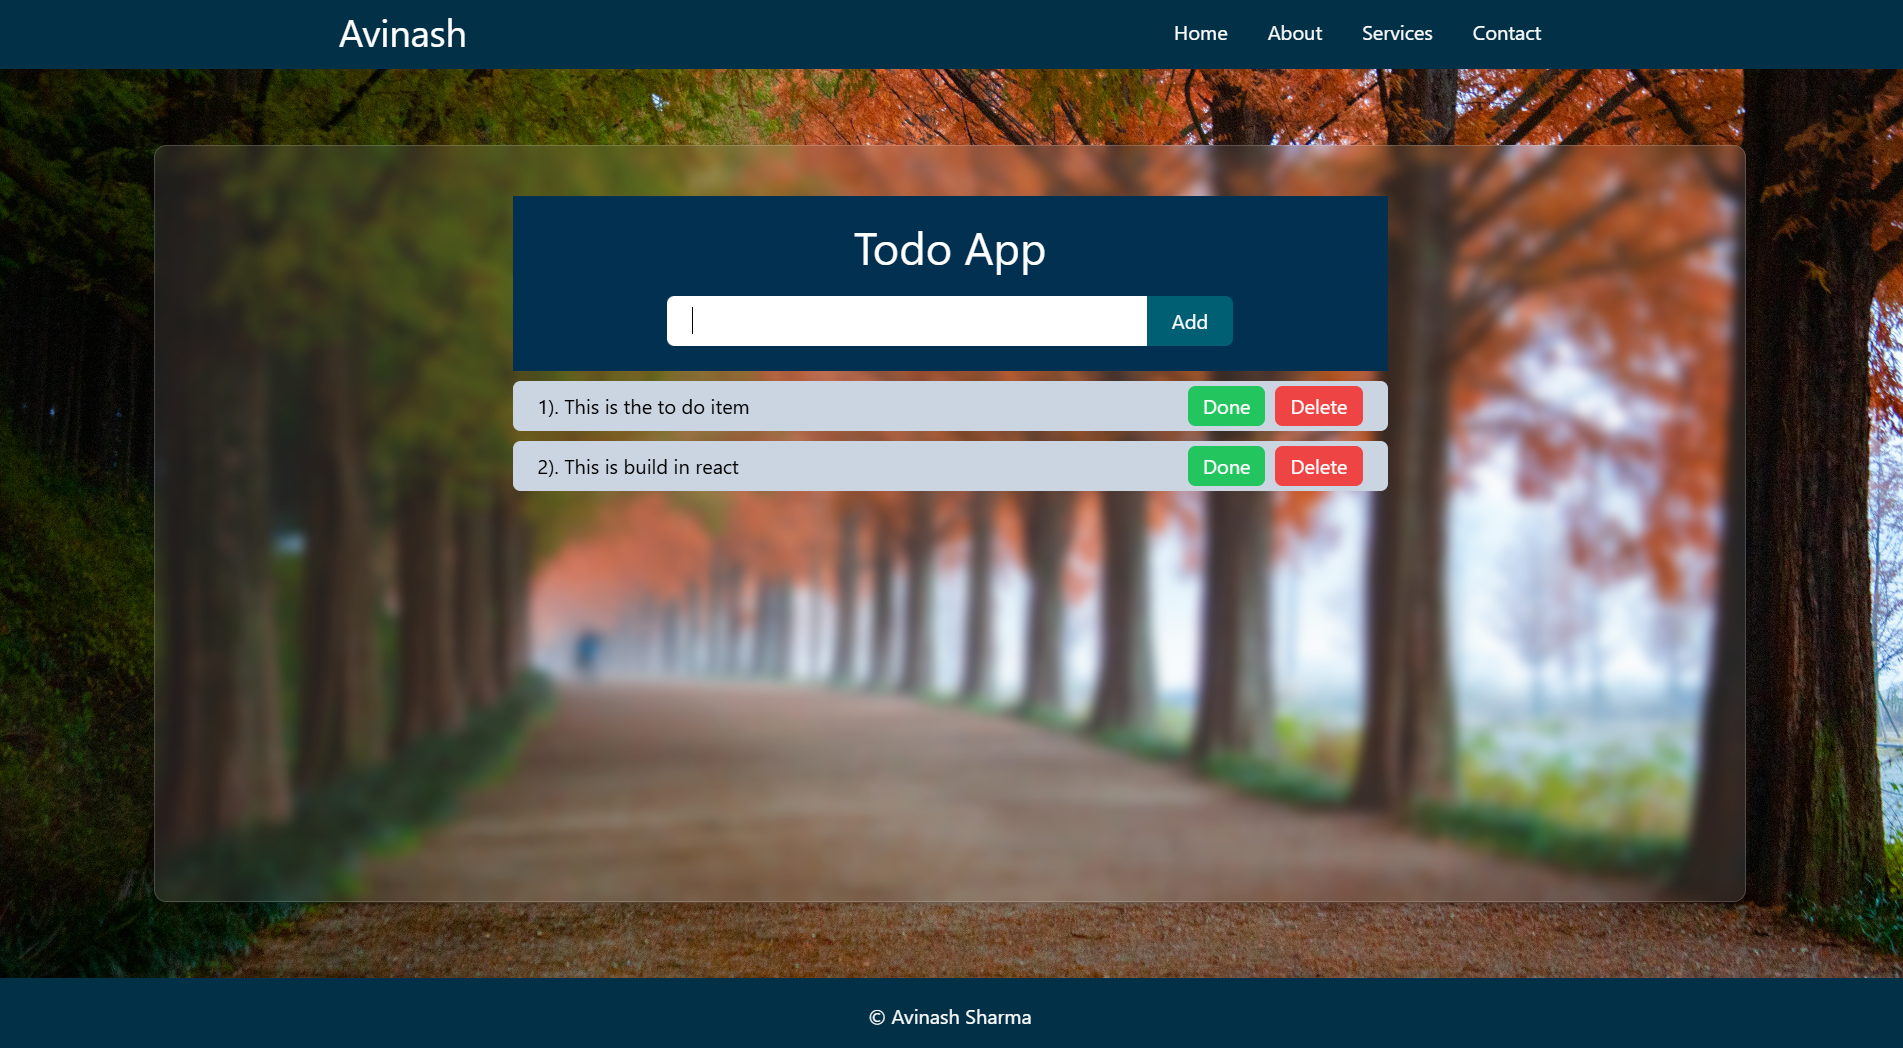 Avinash
Home About Services Contact
Todo App
Add
1). This is the to do item Done Delete
2). This is build in react Done Delete
© Avinash Sharma